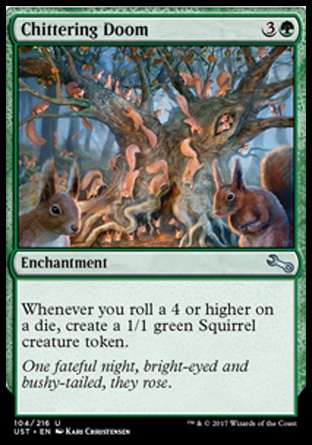 Chittering Doom 3
Enchantment
Whenever you roll a 4 or higher on
a die, create a 1/1 green Squirrel
creature token.
One fateful night, bright-eyed and
bushy-tailed, they rose.
104/216 U
UST • EN Kari Christensen
™ & © 2017 Wizards of the Coast